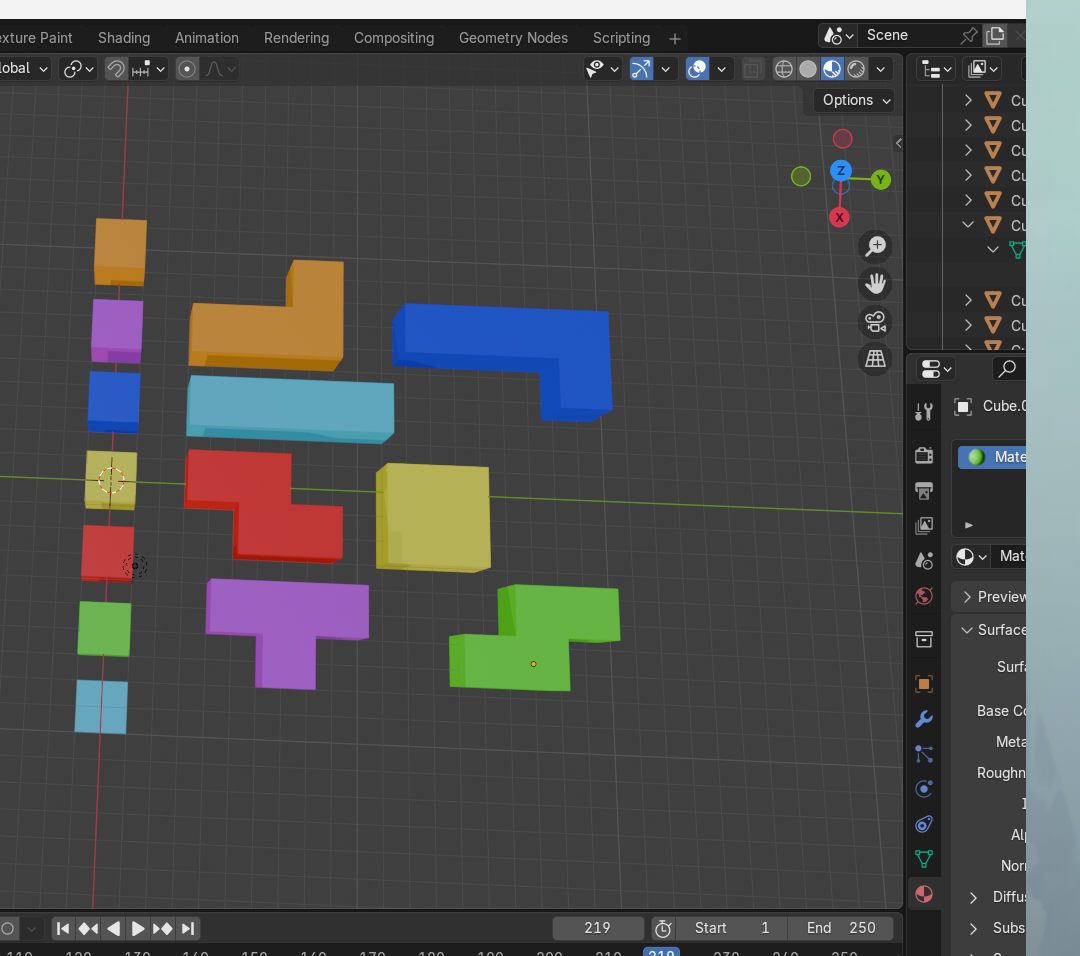 exture Paint Shading Animation Rendering Compositing Geometry Nodes Scripting + Scene
lobal
Options
Z
Y
X
Cu
Cu
Cu
Cu
Cu
Cu
Cu
Cu
Cube.0
Mate
Mate
Preview
Surface
Surfa
Base Co
Meta
Roughn
I
Alp
Norr
Diffu
Subs
219 Start 1 End 250
110 120 130 140 150 160 170 180 190 200 210 219 230 240 250